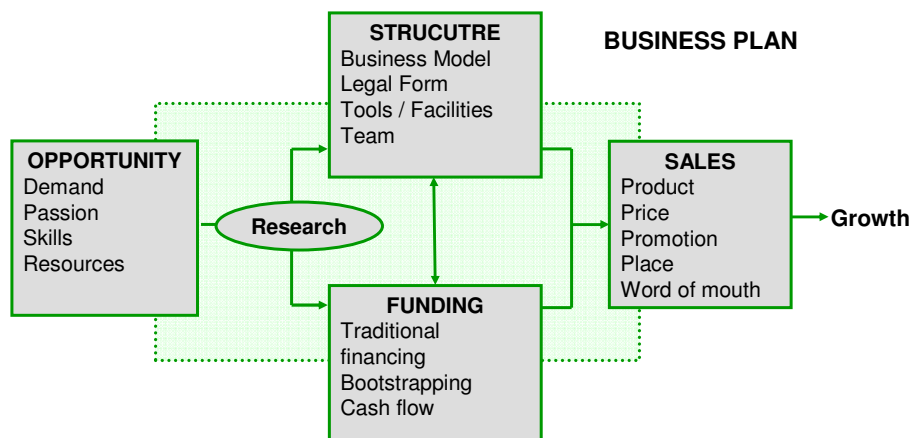 BUSINESS PLAN
STRUCUTRE
Business Model
Legal Form
Tools / Facilities
Team
OPPORTUNITY
Demand
Passion
Skills
Resources
Research
FUNDING
Traditional
financing
Bootstrapping
Cash flow
SALES
Product
Price
Promotion
Place
Word of mouth
Growth